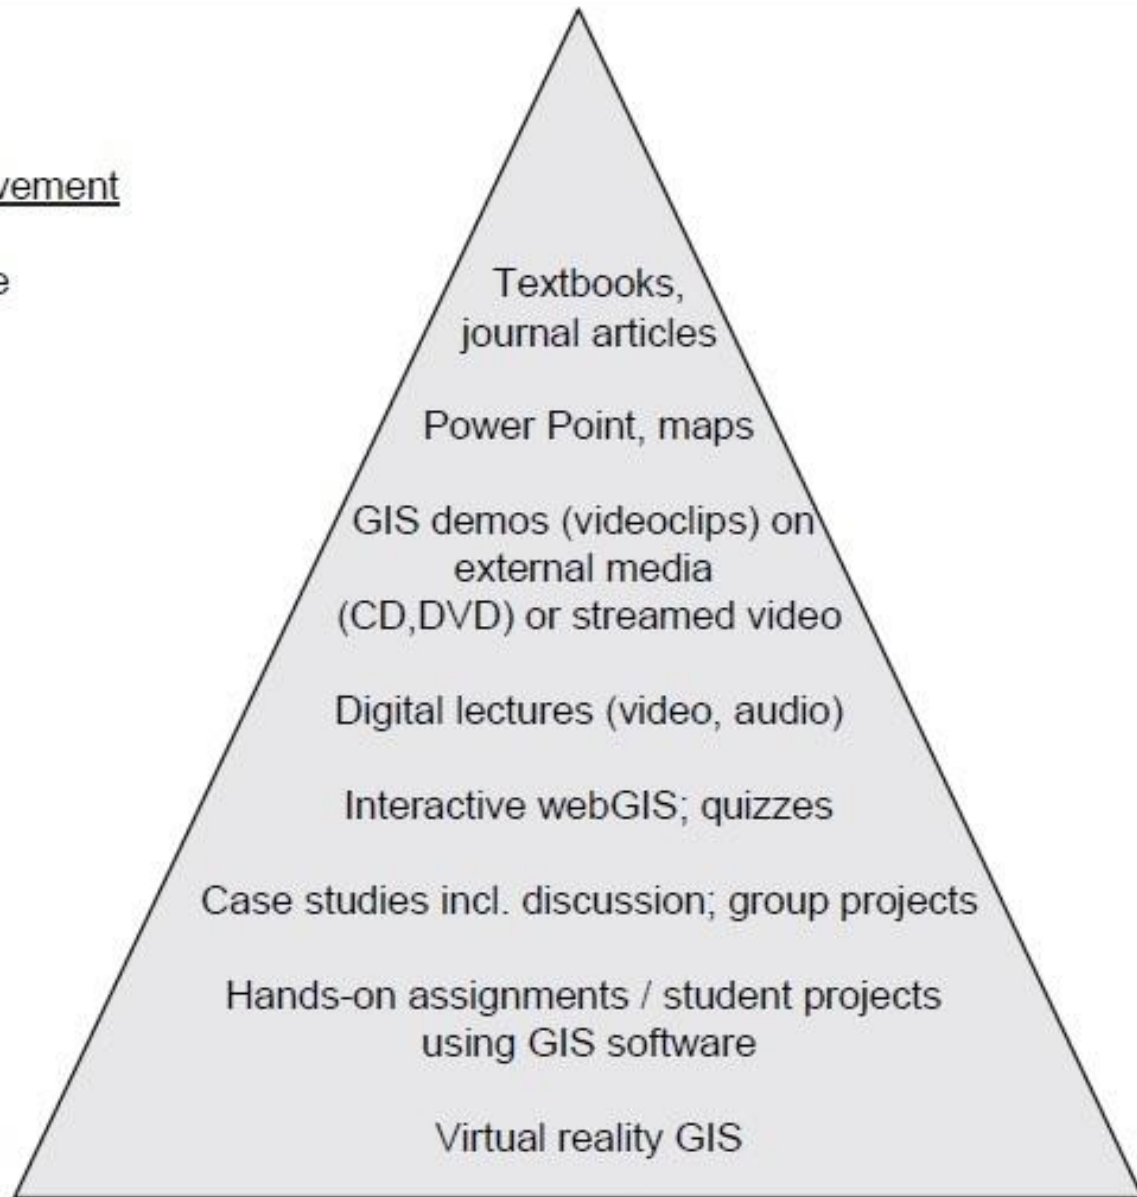 vement
e
Textbooks,
journal articles
Power Point, maps
GIS demos (videoclips) on
external media
(CD,DVD) or streamed video
Digital lectures (video, audio)
Interactive webGIS; quizzes
Case studies incl. discussion; group projects
Hands-on assignments / student projects
using GIS software
Virtual reality GIS